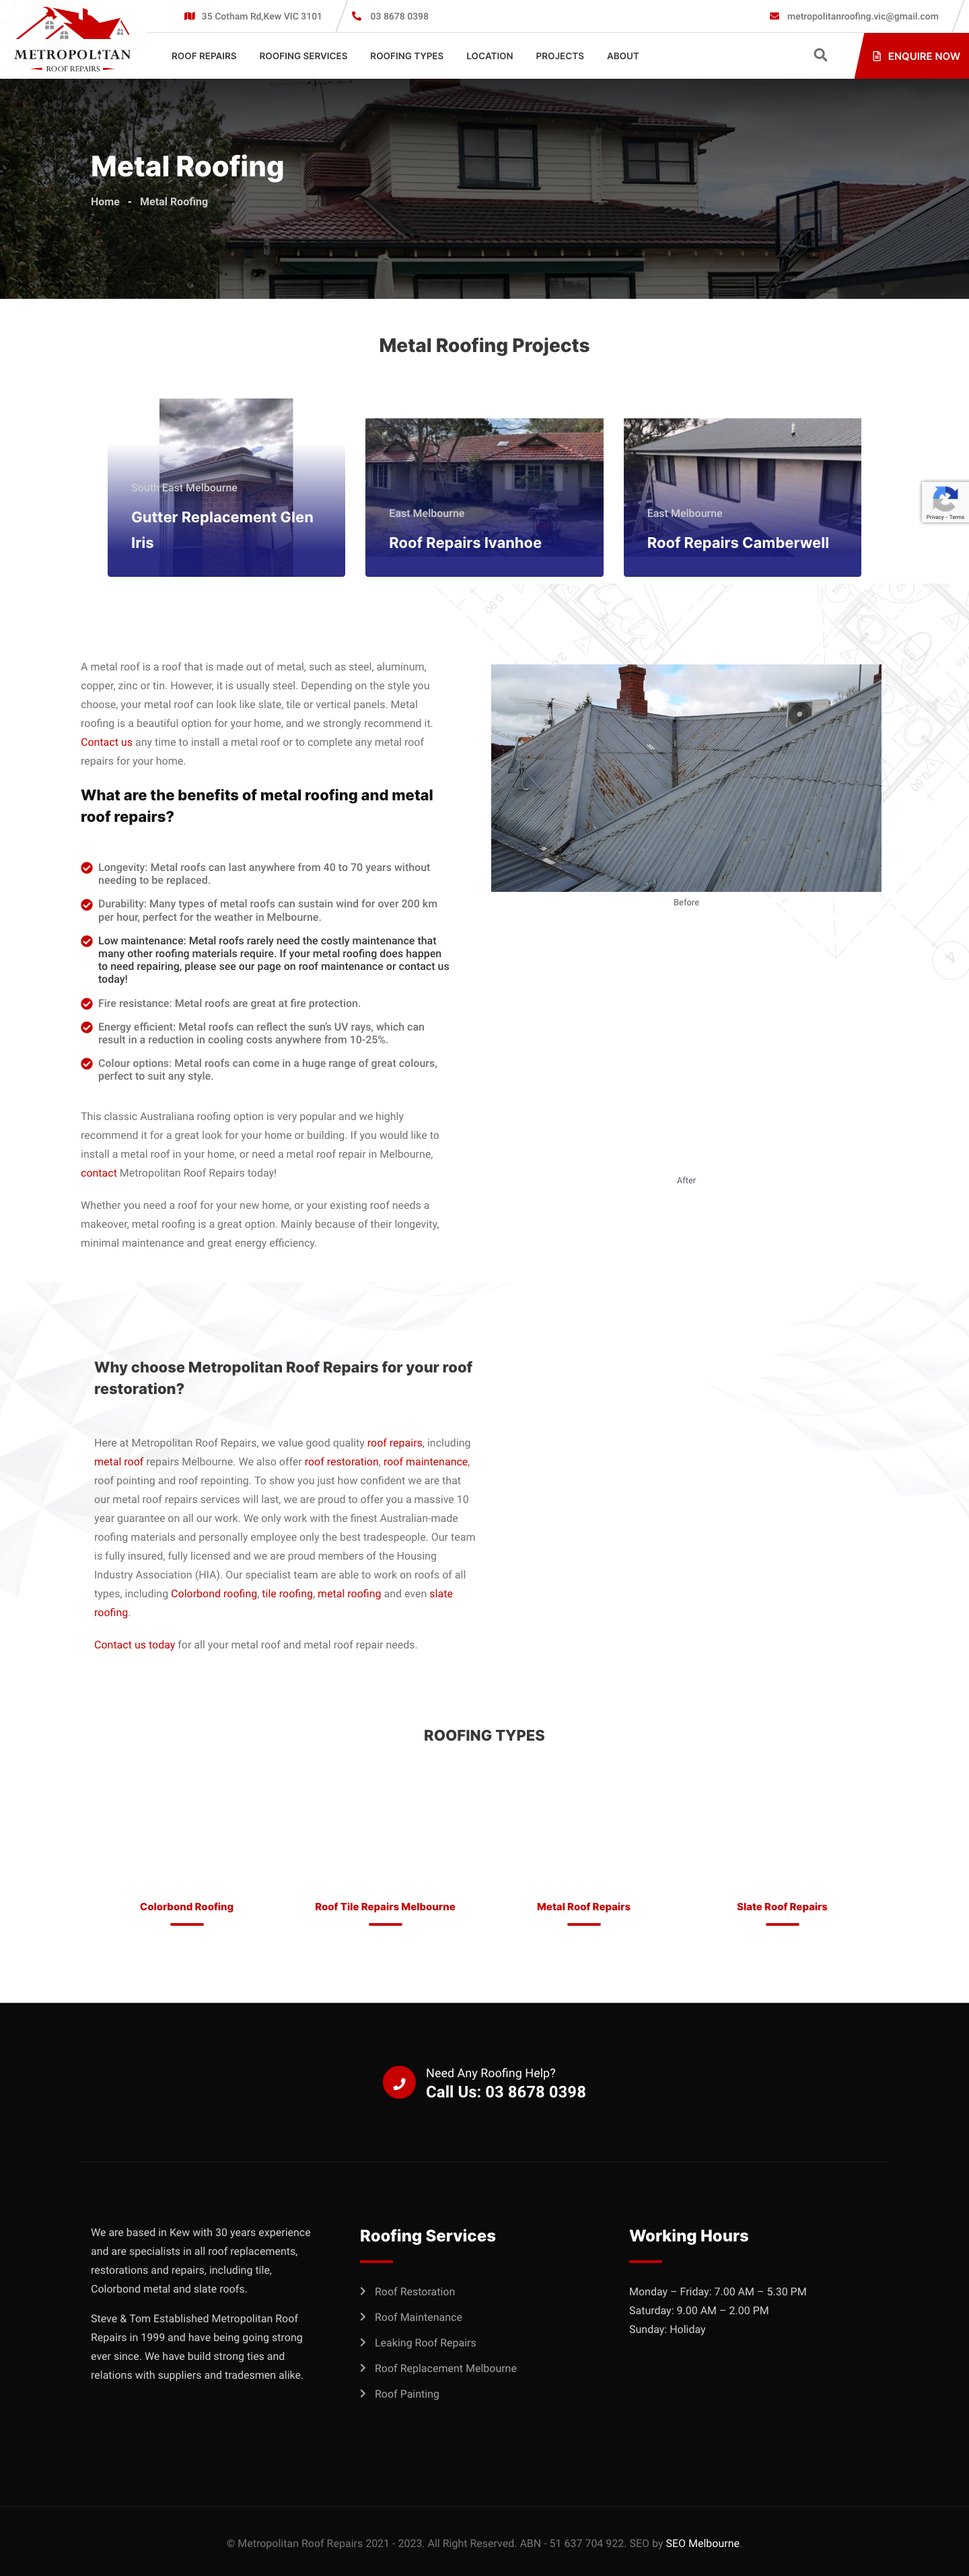 35 Cotham Rd,Kew VIC 3101
03 8678 0398
metropolitanroofing.vic@gmail.com
METROPOLITAN
ROOF REPAIRS
ROOF REPAIRS
ROOFING SERVICES
ROOFING TYPES
LOCATION
PROJECTS
ABOUT
ENQUIRE NOW
Metal Roofing
Home - Metal Roofing
Metal Roofing Projects
South East Melbourne
Gutter Replacement Glen
Iris
East Melbourne
Roof Repairs Ivanhoe
East Melbourne
Roof Repairs Camberwell
Privacy - Terms
A metal roof is a roof that is made out of metal, such as steel, aluminum,
copper, zinc or tin. However, it is usually steel. Depending on the style you
choose, your metal roof can look like slate, tile or vertical panels. Metal
roofing is a beautiful option for your home, and we strongly recommend it.
Contact us any time to install a metal roof or to complete any metal roof
repairs for your home.
What are the benefits of metal roofing and metal
roof repairs?
Longevity: Metal roofs can last anywhere from 40 to 70 years without
needing to be replaced.
Durability: Many types of metal roofs can sustain wind for over 200 km
per hour, perfect for the weather in Melbourne.
Low maintenance: Metal roofs rarely need the costly maintenance that
many other roofing materials require. If your metal roofing does happen
to need repairing, please see our page on roof maintenance or contact us
today!
Fire resistance: Metal roofs are great at fire protection.
Energy efficient: Metal roofs can reflect the sun's UV rays, which can
result in a reduction in cooling costs anywhere from 10-25%.
Colour options: Metal roofs can come in a huge range of great colours,
perfect to suit any style.
This classic Australiana roofing option is very popular and we highly
recommend it for a great look for your home or building. If you would like to
install a metal roof in your home, or need a metal roof repair in Melbourne,
contact Metropolitan Roof Repairs today!
Whether you need a roof for your new home, or your existing roof needs a
makeover, metal roofing is a great option. Mainly because of their longevity,
minimal maintenance and great energy efficiency.
Before
After
Why choose Metropolitan Roof Repairs for your roof
restoration?
Here at Metropolitan Roof Repairs, we value good quality roof repairs, including
metal roof repairs Melbourne. We also offer roof restoration, roof maintenance,
roof pointing and roof repointing. To show you just how confident we are that
our metal roof repairs services will last, we are proud to offer you a massive 10
year guarantee on all our work. We only work with the finest Australian-made
roofing materials and personally employee only the best tradespeople. Our team
is fully insured, fully licensed and we are proud members of the Housing
Industry Association (HIA). Our specialist team are able to work on roofs of all
types, including Colorbond roofing, tile roofing, metal roofing and even slate
roofing.
Contact us today for all your metal roof and metal roof repair needs.
ROOFING TYPES
Colorbond Roofing
Roof Tile Repairs Melbourne
Metal Roof Repairs
Slate Roof Repairs
Need Any Roofing Help?
Call Us: 03 8678 0398
We are based in Kew with 30 years experience
and are specialists in all roof replacements,
restorations and repairs, including tile,
Colorbond metal and slate roofs.
Steve & Tom Established Metropolitan Roof
Repairs in 1999 and have being going strong
ever since. We have build strong ties and
relations with suppliers and tradesmen alike.
Roofing Services
Roof Restoration
Roof Maintenance
Leaking Roof Repairs
Roof Replacement Melbourne
Roof Painting
Working Hours
Monday – Friday: 7.00 AM – 5.30 PM
Saturday: 9.00 AM – 2.00 PM
Sunday: Holiday
© Metropolitan Roof Repairs 2021 - 2023. All Right Reserved. ABN - 51 637 704 922. SEO by SEO Melbourne.